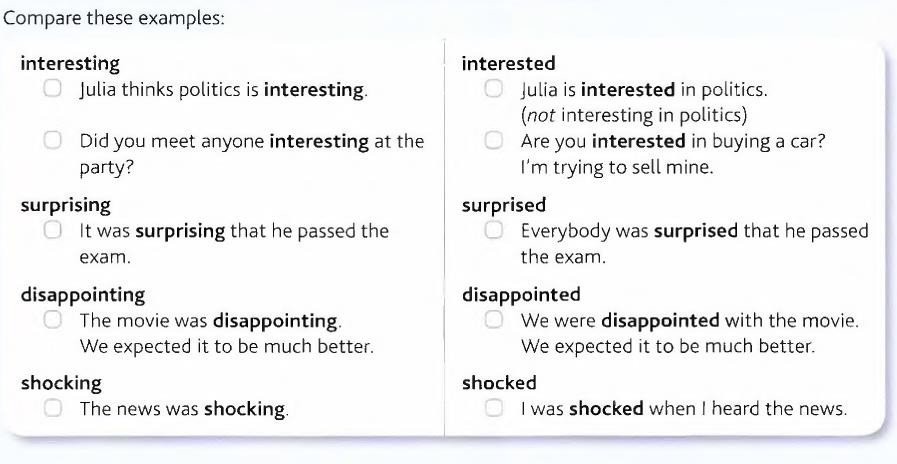 Compare these examples:
interesting
Julia thinks politics is interesting.
Did you meet anyone interesting at the
party?
surprising
It was surprising that he passed the
exam.
disappointing
The movie was disappointing.
We expected it to be much better.
shocking
The news was shocking.
interested
Julia is interested in politics.
(not interesting in politics)
Are you interested in buying a car?
I'm trying to sell mine.
surprised
Everybody was surprised that he passed
the exam.
disappointed
We were disappointed with the movie.
We expected it to be much better.
shocked
I was shocked when I heard the news.